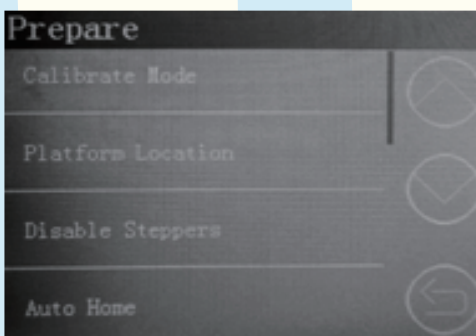 Prepare
Calibrate Mode
Platform Location
Disable Steppers
Auto Home